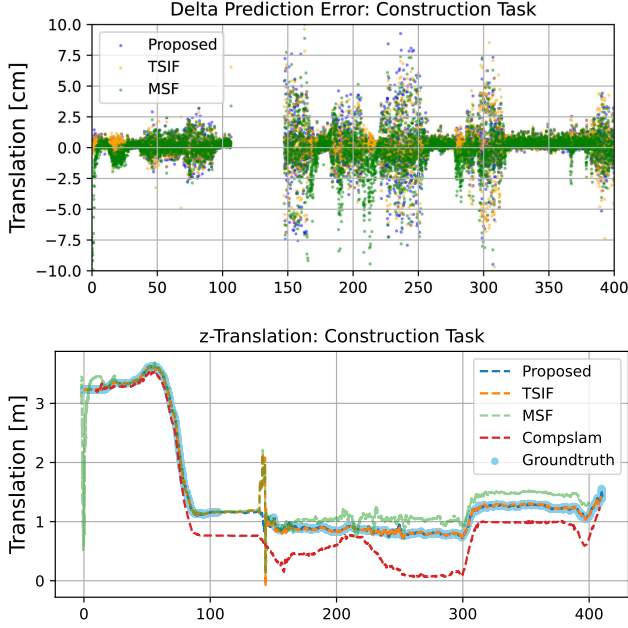 Delta Prediction Error: Construction Task
Translation [cm]
10.0
7.5
5.0
2.5
0.0
−2.5
−5.0
−7.5
−10.0
Proposed
TSIF
MSF
0 50 100 150 200 250 300 350 400
z-Translation: Construction Task
Translation [m]
3
2
1
0
Proposed
TSIF
MSF
Compslam
Groundtruth
0 100 200 300 400